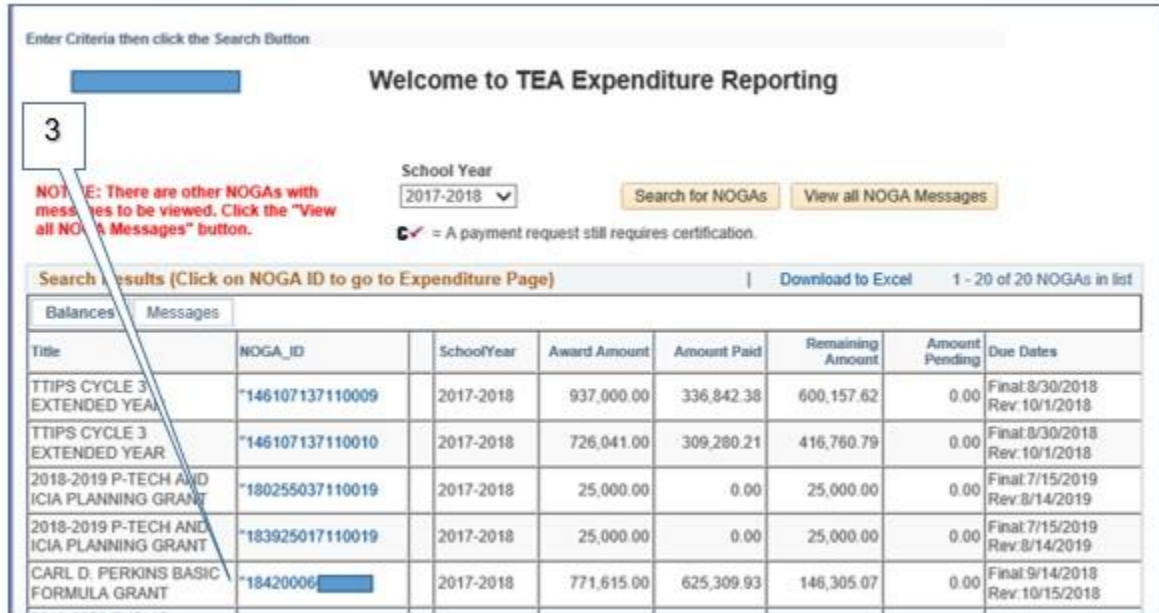 Enter Criteria then click the Search Button
Welcome to TEA Expenditure Reporting
3
School Year
NOTICE: There are other NOGAs with
messages to be viewed. Click the "View
all NOGA Messages" button.
2017-2018
Search for NOGAs
View all NOGA Messages
C✔ = A payment request still requires certification.
Search Results (Click on NOGA ID to go to Expenditure Page) | Download to Excel 1 - 20 of 20 NOGAs in list
Balances Messages
Title NOGA_ID SchoolYear Award Amount Amount Paid Remaining Amount Amount Pending Due Dates
TTIPS CYCLE 3
EXTENDED YEAR
*146107137110009 2017-2018 937,000.00 336,842.38 600,157.62 0.00
Final:8/30/2018
Rev:10/1/2018
TTIPS CYCLE 3
EXTENDED YEAR
*146107137110010 2017-2018 726,041.00 309,280.21 416,760.79 0.00
Final:8/30/2018
Rev:10/1/2018
2018-2019 P-TECH AND
ICIA PLANNING GRANT
*180255037110019 2017-2018 25,000.00 0.00 25,000.00 0.00
Final:7/15/2019
Rev:8/14/2019
2018-2019 P-TECH AND
ICIA PLANNING GRANT
*183925017110019 2017-2018 25,000.00 0.00 25,000.00 0.00
Final:7/15/2019
Rev:8/14/2019
CARL D. PERKINS BASIC
FORMULA GRANT
*18420006 2017-2018 771,615.00 625,309.93 146,305.07 0.00
Final:9/14/2018
Rev:10/15/2018